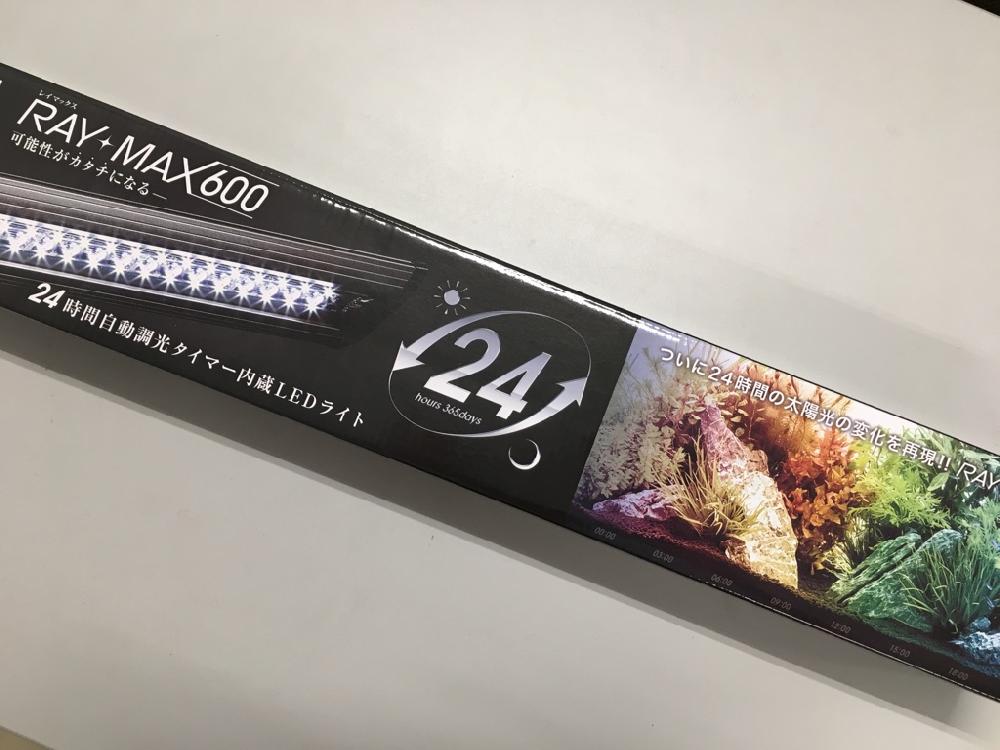 レイマックス
RAY MAX600
可能性がカタチになる—
24時間自動調光タイマー内蔵LEDライト
24
hours 365days
ついに24時間の太陽光の変化を再現!! RAY
00:00
03:00
06:00
09:00
12:00
15:00
18:00